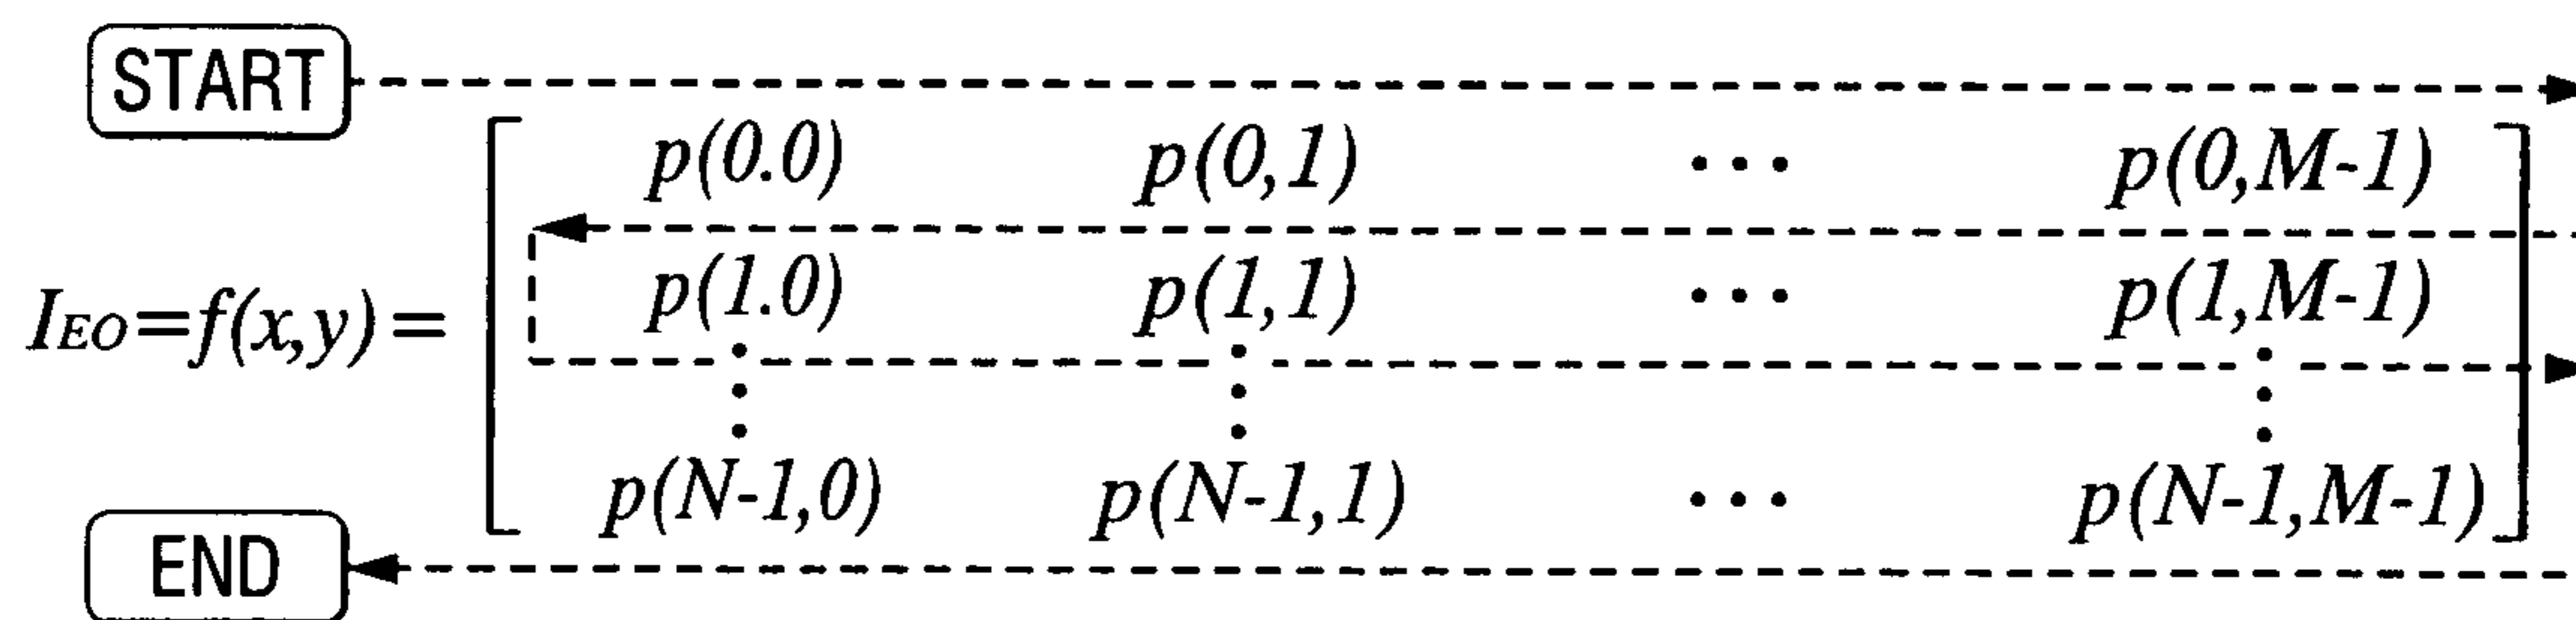 START
p(0.0) p(0,1) ··· p(0,M-1)
p(1.0) p(1,1) ··· p(1,M-1)
IEO=f(x,y)=
p(N-1,0) p(N-1,1) ··· p(N-1,M-1)
END